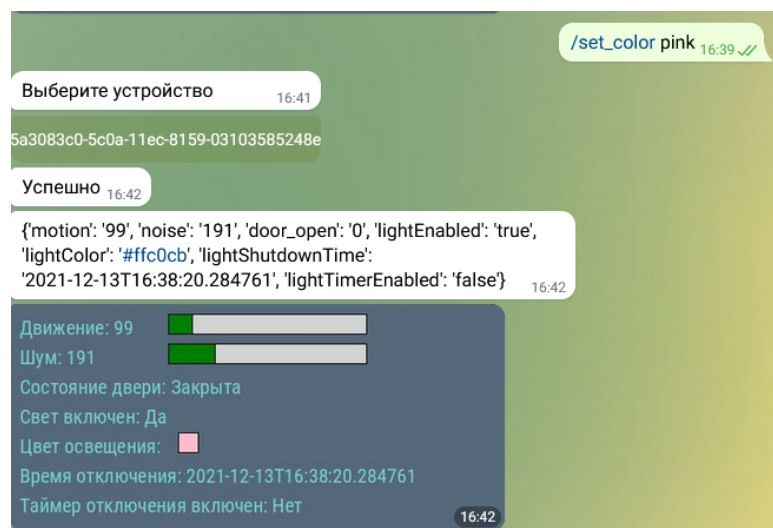 /set_color pink 16:39
Выберите устройство 16:41
5a3083c0-5c0a-11ec-8159-03103585248e
Успешно 16:42
{'motion': '99', 'noise': '191', 'door_open': '0', 'lightEnabled': 'true',
'lightColor': '#ffc0cb', 'lightShutdownTime':
'2021-12-13T16:38:20.284761', 'lightTimerEnabled': 'false'} 16:42
Движение: 99
Шум: 191
Состояние двери: Закрыта
Свет включен: Да
Цвет освещения:
Время отключения: 2021-12-13T16:38:20.284761
Таймер отключения включен: Нет
16:42